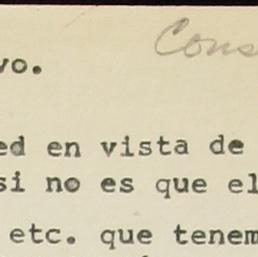 Cons
vo.
ed en vista de
si no es que el
etc. que tenem